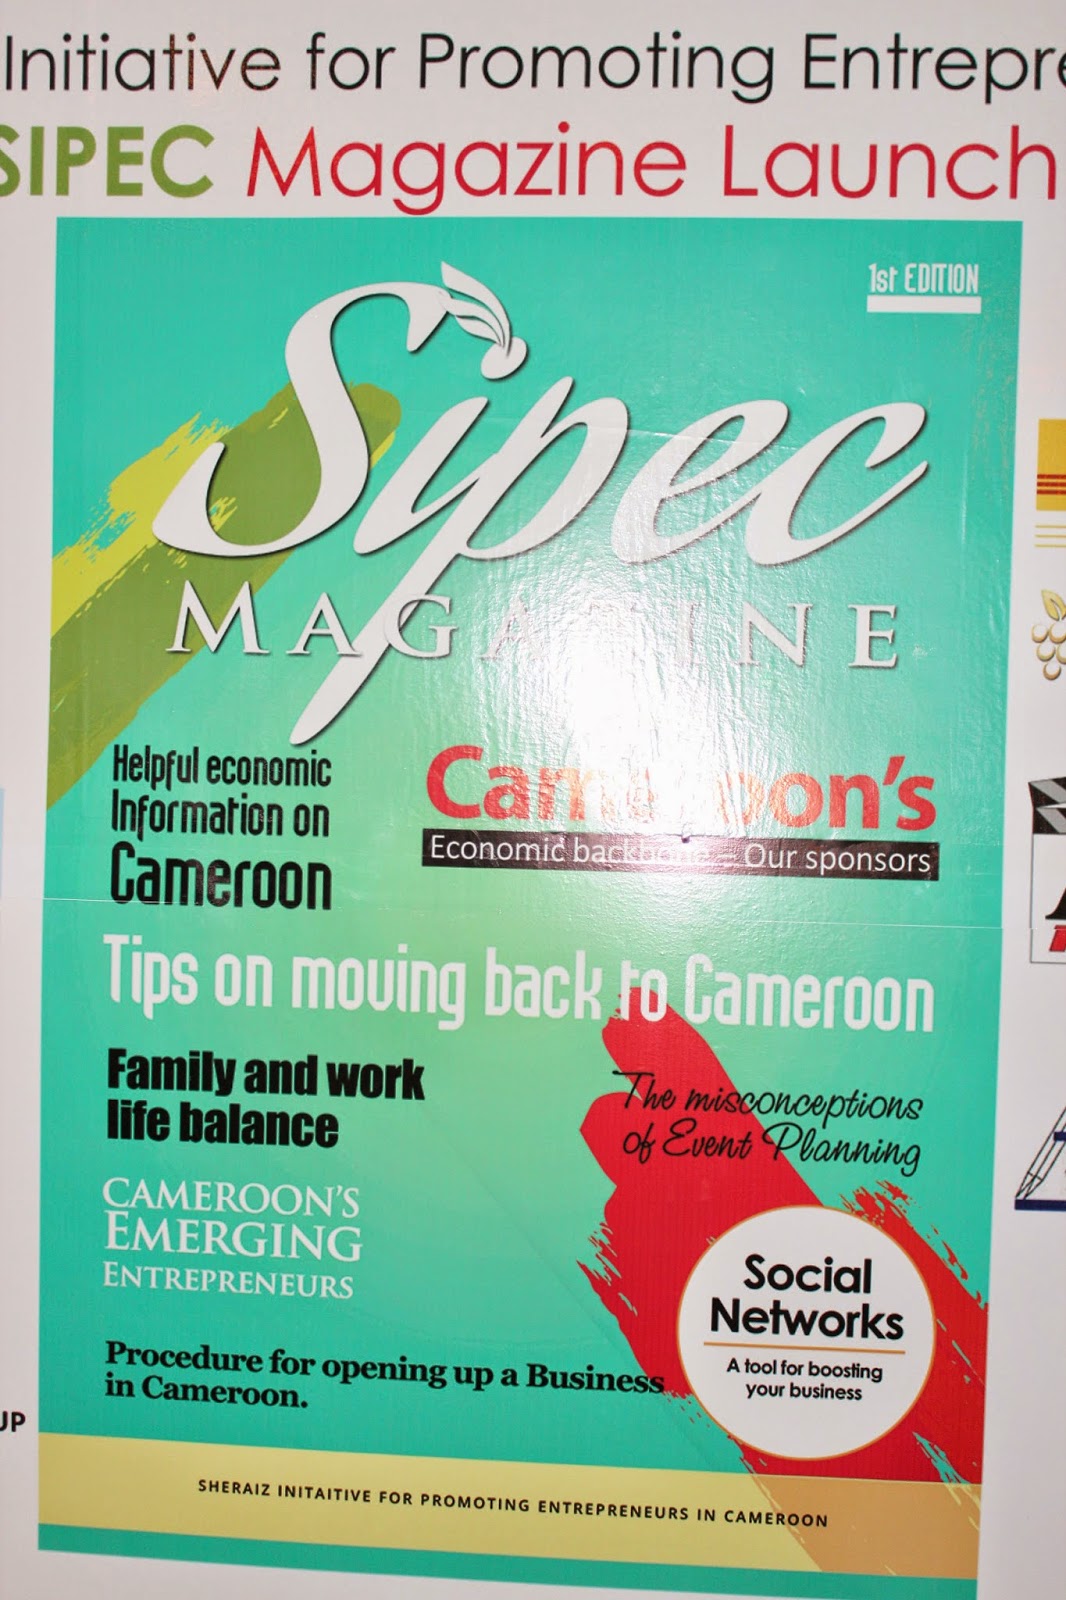 Initiative for Promoting Entrepre
SIPEC Magazine Launch
1st EDITION
Sipec
MAGAZINE
Helpful economic
Information on
Cameroon
Cameroon's
Economic backbone – Our sponsors
Tips on moving back to Cameroon
Family and work
life balance
The misconceptions
of Event Planning
CAMEROON'S
EMERGING
ENTREPRENEURS
Social
Networks
A tool for boosting
your business
Procedure for opening up a Business
in Cameroon.
UP
SHERAIZ INITAITIVE FOR PROMOTING ENTREPRENEURS IN CAMEROON